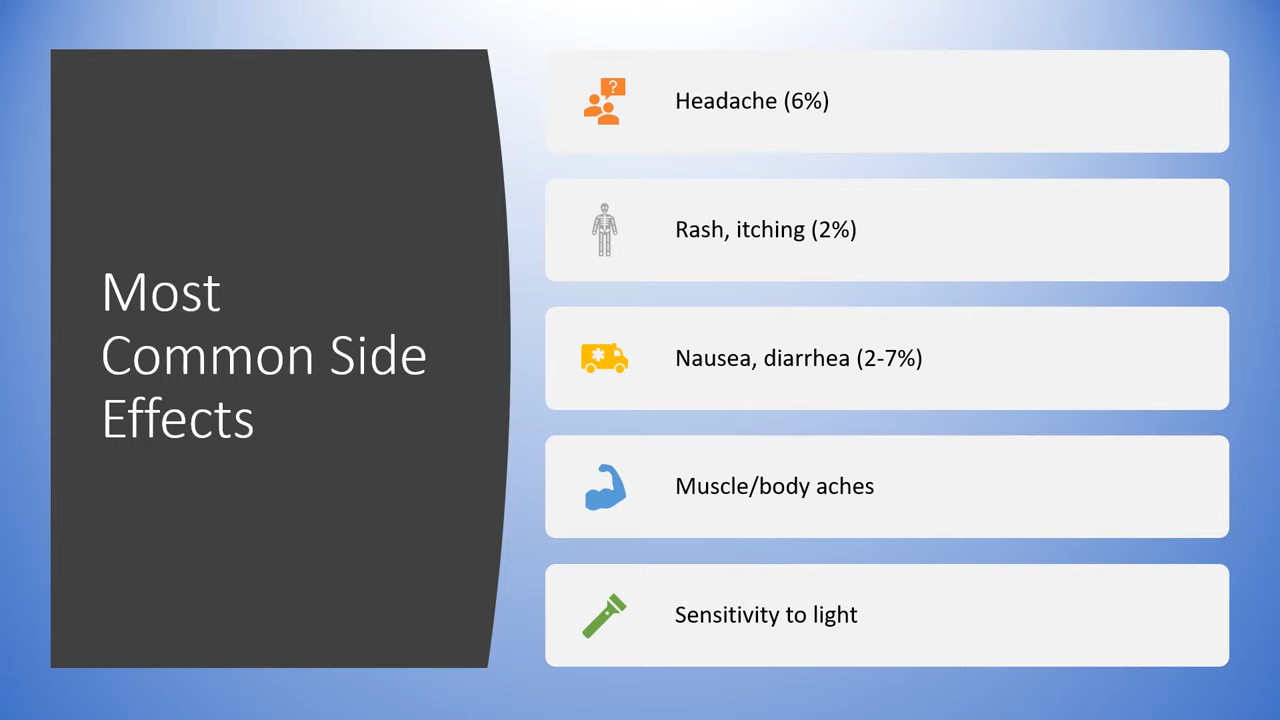 Most
Common Side
Effects
?
Headache (6%)
Rash, itching (2%)
Nausea, diarrhea (2-7%)
Muscle/body aches
Sensitivity to light